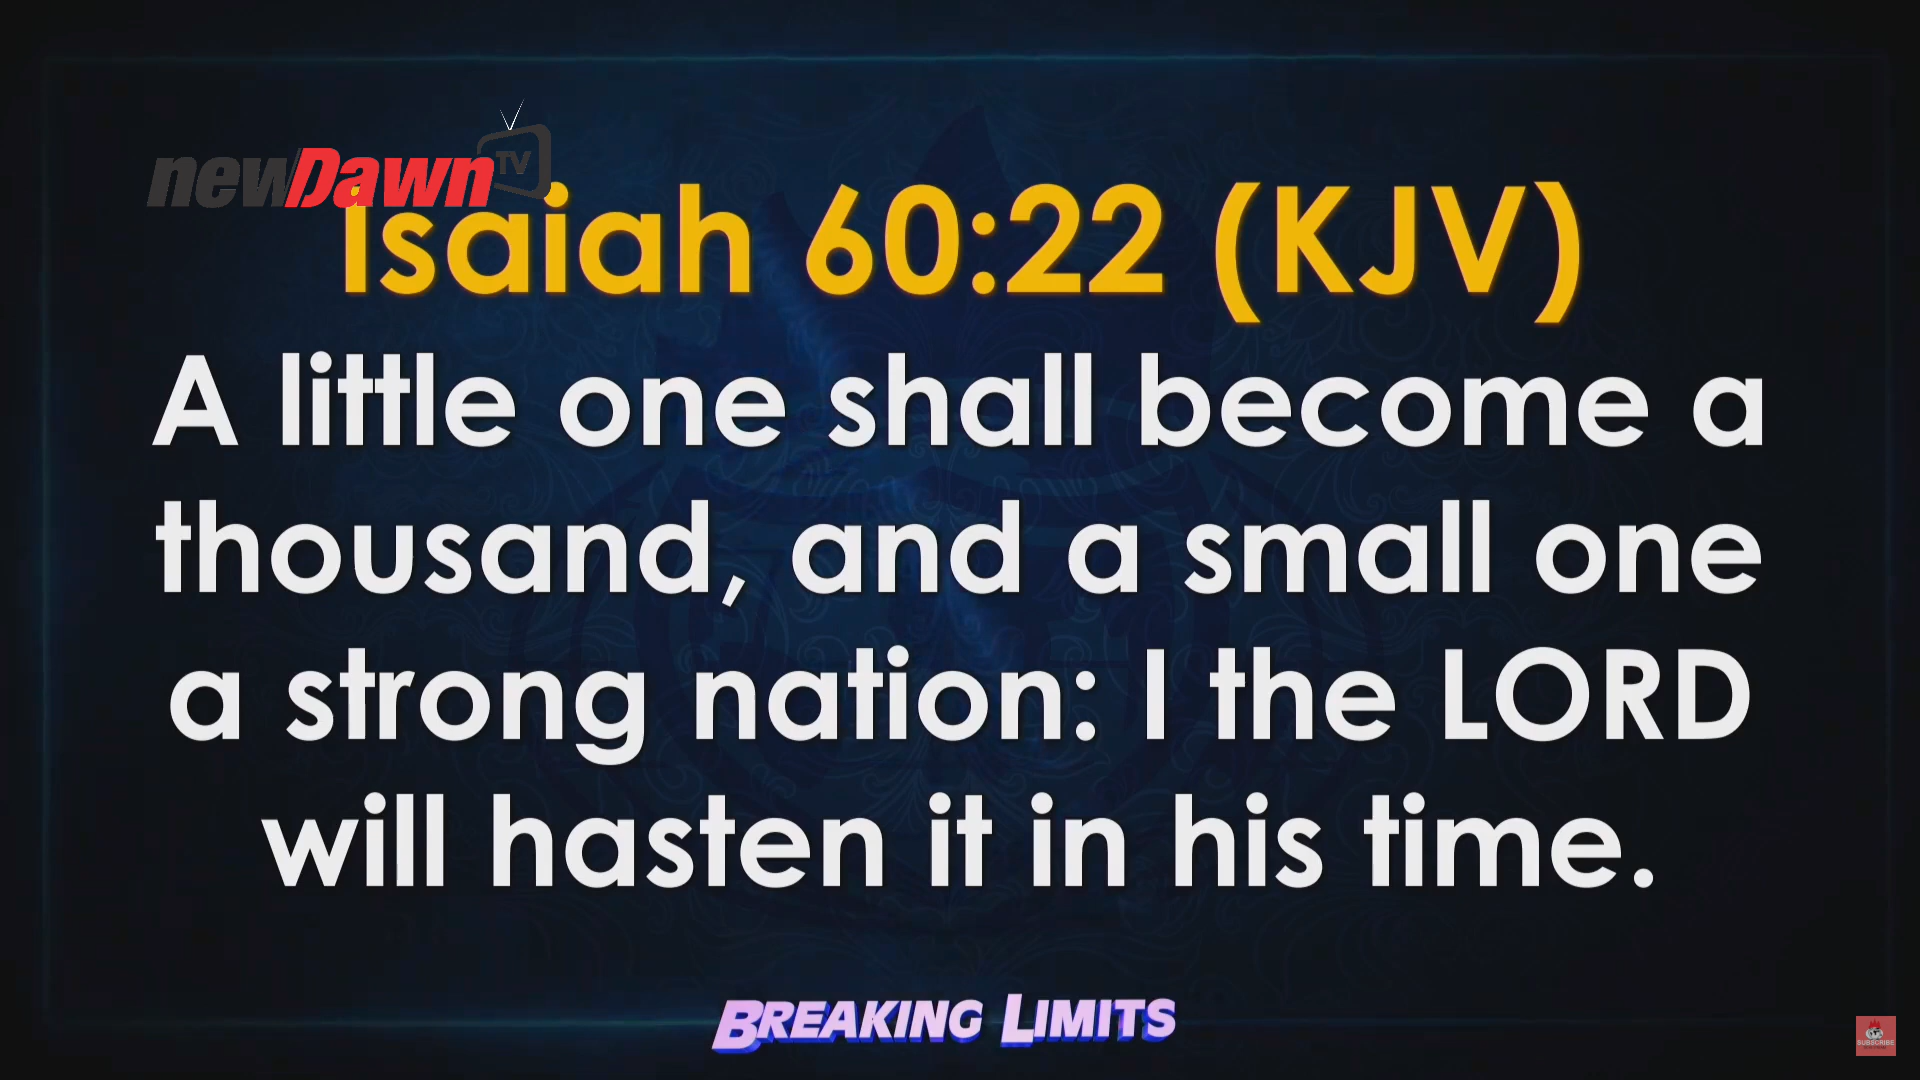 newDawn TV
Isaiah 60:22 (KJV)
A little one shall become a
thousand, and a small one
a strong nation: I the LORD
will hasten it in his time.
BREAKING LIMITS
SUBSCRIBE